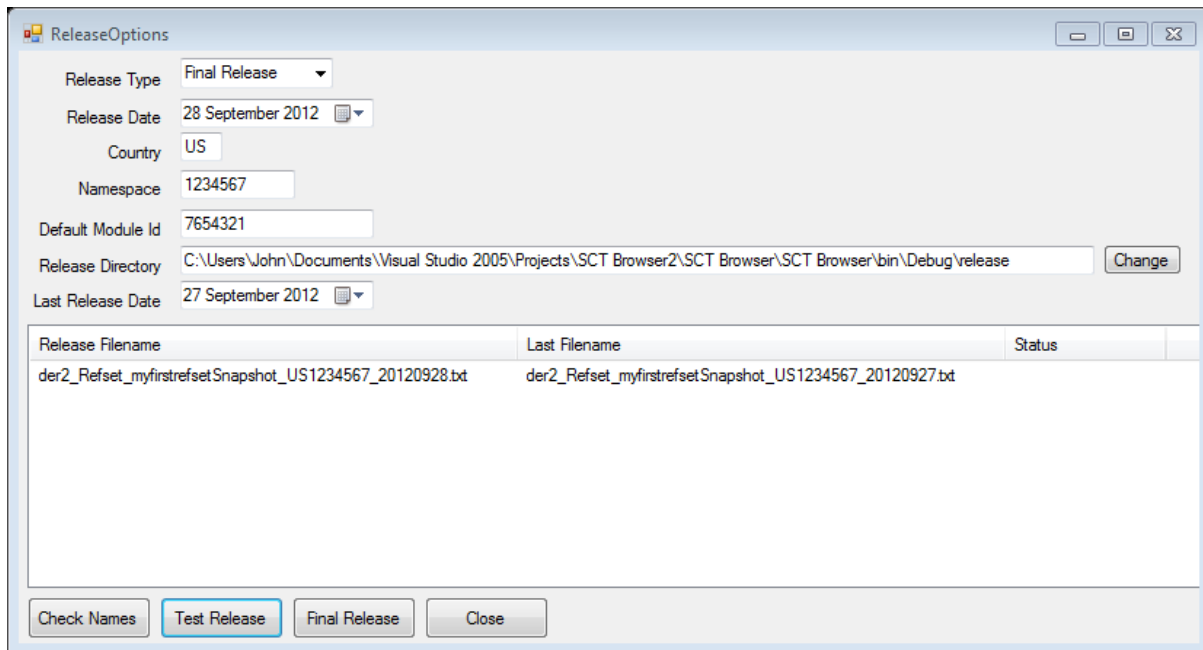 ReleaseOptions
Release Type Final Release
Release Date 28 September 2012
Country US
Namespace 1234567
Default Module Id 7654321
Release Directory C:\Users\John\Documents\Visual Studio 2005\Projects\SCT Browser2\SCT Browser\SCT Browser\bin\Debug\release Change
Last Release Date 27 September 2012
Release Filename Last Filename Status
der2_Refset_myfirstrefsetSnapshot_US1234567_20120928.txt der2_Refset_myfirstrefsetSnapshot_US1234567_20120927.txt
Check Names Test Release Final Release Close